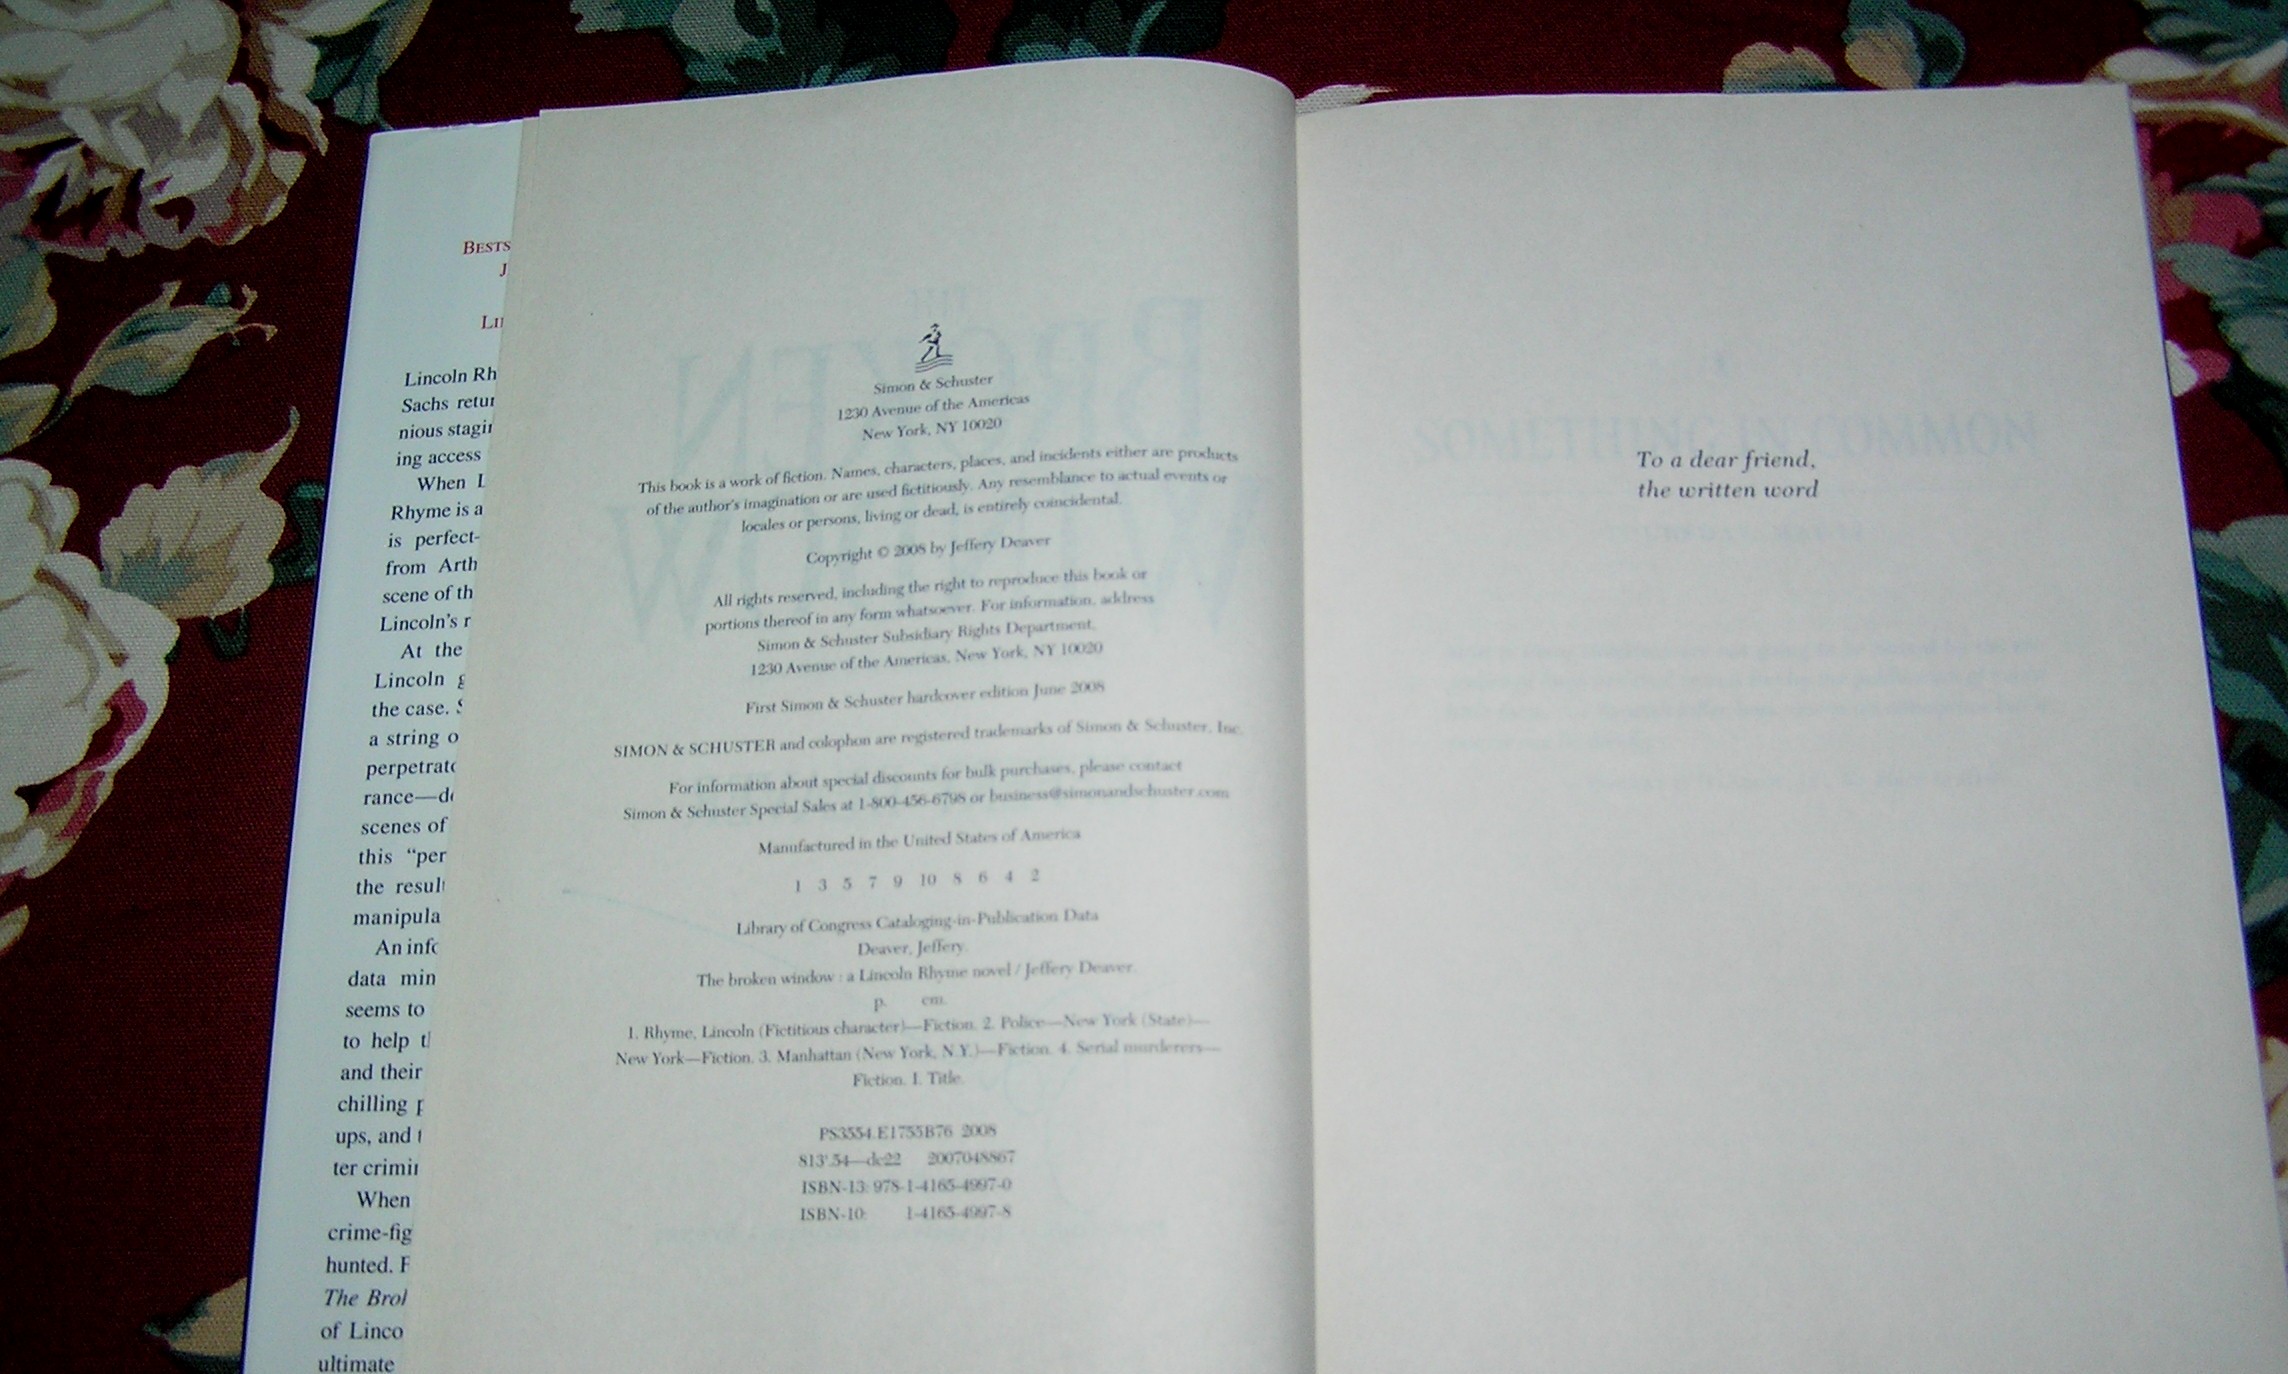 BESTS
J
LI
Lincoln Rh
Sachs retur
nious stagin
ing access
When L
Rhyme is a
is perfect-
from Arth
scene of th
Lincoln's r
At the
Lincoln g
the case. S
a string o
perpetrato
rance—de
scenes of
this “per
the result
manipula
An info
data min
seems to
to help t
and their
chilling p
ups, and t
ter crimin
When
crime-fig
hunted. F
The Brok
of Linco
ultimate
Simon & Schuster
1230 Avenue of the Americas
New York, NY 10020
This book is a work of fiction. Names, characters, places, and incidents either are products
of the author's imagination or are used fictitiously. Any resemblance to actual events or
locales or persons, living or dead, is entirely coincidental.
Copyright © 2008 by Jeffery Deaver
All rights reserved, including the right to reproduce this book or
portions thereof in any form whatsoever. For information, address
Simon & Schuster Subsidiary Rights Department,
1230 Avenue of the Americas, New York, NY 10020
First Simon & Schuster hardcover edition June 2008
SIMON & SCHUSTER and colophon are registered trademarks of Simon & Schuster, Inc.
For information about special discounts for bulk purchases, please contact
Simon & Schuster Special Sales at 1-800-456-6798 or business@simonandschuster.com
Manufactured in the United States of America
1 3 5 7 9 10 8 6 4 2
Library of Congress Cataloging-in-Publication Data
Deaver, Jeffery.
The broken window : a Lincoln Rhyme novel / Jeffery Deaver.
p. cm.
1. Rhyme, Lincoln (Fictitious character)—Fiction. 2. Police—New York (State)—
New York—Fiction. 3. Manhattan (New York, N.Y.)—Fiction. 4. Serial murderers—
Fiction. I. Title.
PS3554.E1755B76 2008
813'.54—dc22 2007048867
ISBN-13: 978-1-4165-4997-0
ISBN-10: 1-4165-4997-8
To a dear friend,
the written word